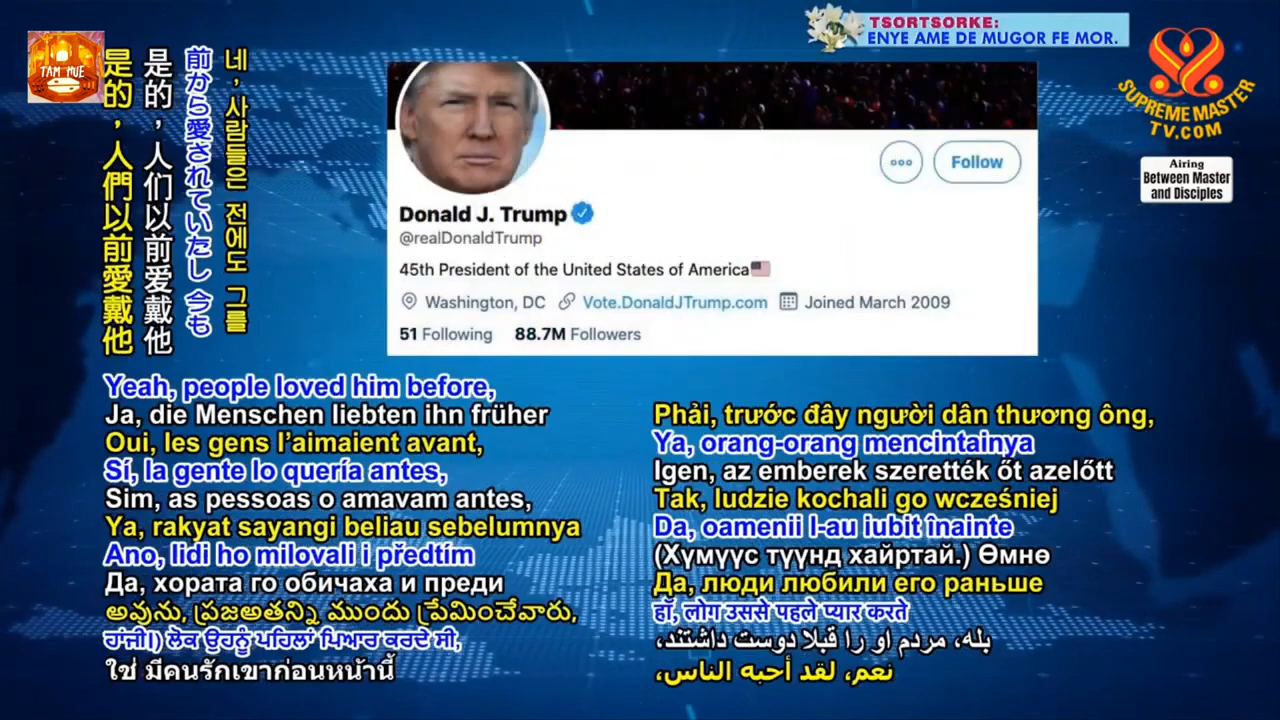 TSORTSORKE:
ENYE AME DE MUGOR FE MOR.
TAM HUE
SUPREME MASTER
TV.COM
Airing
Between Master
and Disciples
是的，人們以前愛戴他
是的，人们以前爱戴他
前から愛されていたし 今も
네, 사람들은 전에도 그를
Follow
Donald J. Trump
@realDonaldTrump
45th President of the United States of America🇺🇸
Washington, DC Vote.DonaldJTrump.com Joined March 2009
51 Following 88.7M Followers
Yeah, people loved him before,
Ja, die Menschen liebten ihn früher
Oui, les gens l'aimaient avant,
Sí, la gente lo quería antes,
Sim, as pessoas o amavam antes,
Ya, rakyat sayangi beliau sebelumnya
Ano, lidi ho milovali i předtím
Да, хората го обичаха и преди
అవును, ప్రజఅతన్ని ముందు ప్రేమించేవారు,
ਹਾਂਜੀ।) ਲੋਕ ਉਹਨੂੰ ਪਹਿਲਾਂ ਪਿਆਰ ਕਰਦੇ ਸੀ,
ใช่ มีคนรักเขาก่อนหน้านี้
Phải, trước đây người dân thương ông,
Ya, orang-orang mencintainya
Igen, az emberek szerették őt azelőtt
Tak, ludzie kochali go wcześniej
Da, oamenii l-au iubit înainte
(Хүмүүс түүнд хайртай.) Өмнө
Да, люди любили его раньше
हाँ, लोग उससे पहले प्यार करते
بله، مردم او را قبلا دوست داشتند،
نعم، لقد أحبه الناس،